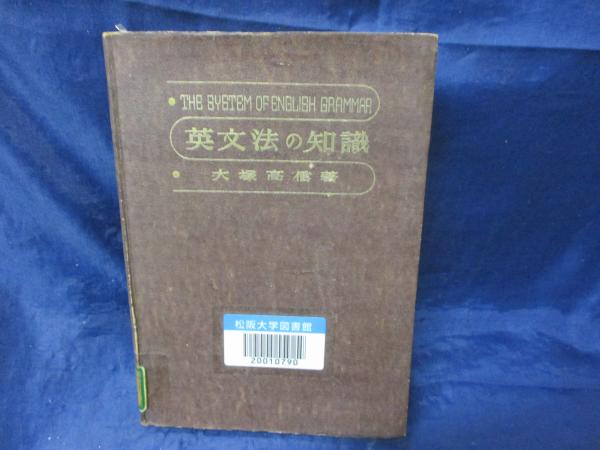 THE SYSTEM OF ENGLISH GRAMMAR
英文法の知識
大塚高信著
松阪大学図書館
20010790